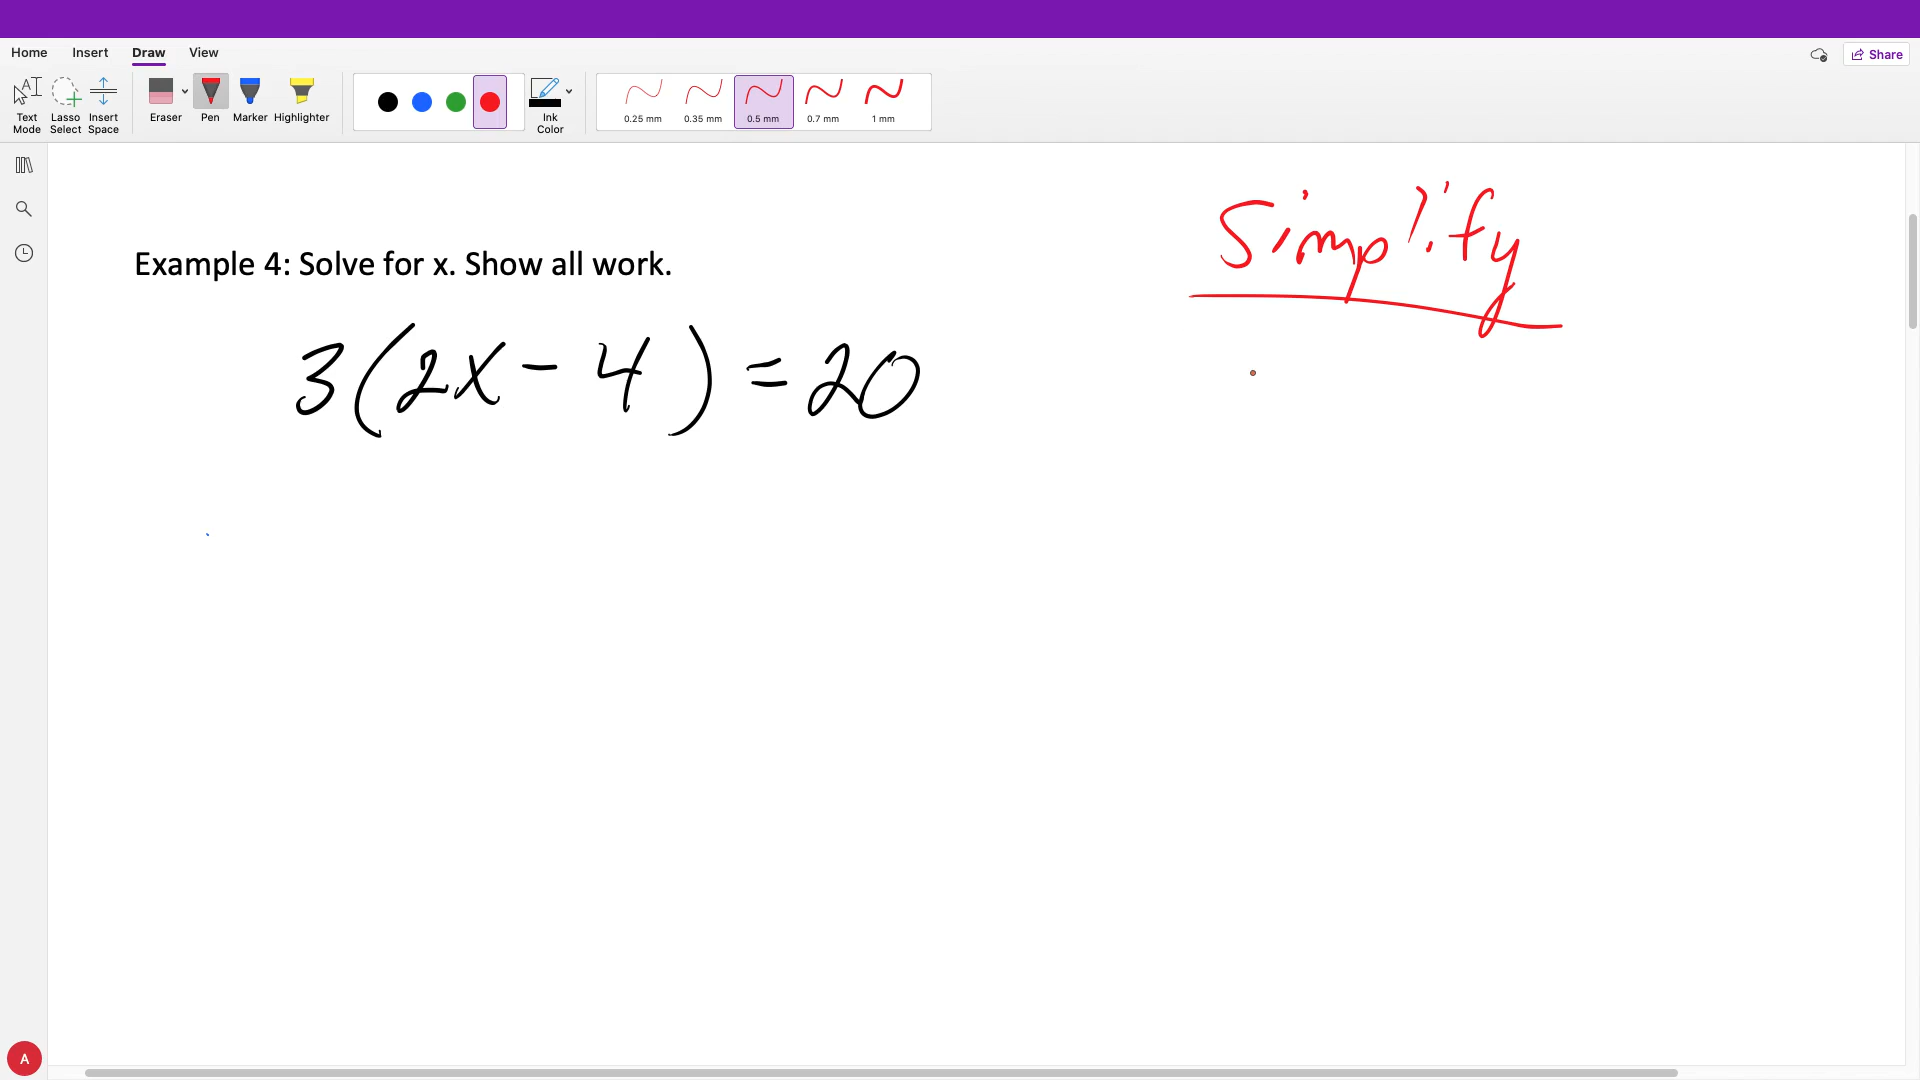 Home Insert Draw View
Share
Text Mode
Lasso Select
Insert Space
Eraser
Pen
Marker
Highlighter
Ink Color
0.25 mm
0.35 mm
0.5 mm
0.7 mm
1 mm
Simplify
Example 4: Solve for x. Show all work.
3(2x - 4) = 20
A